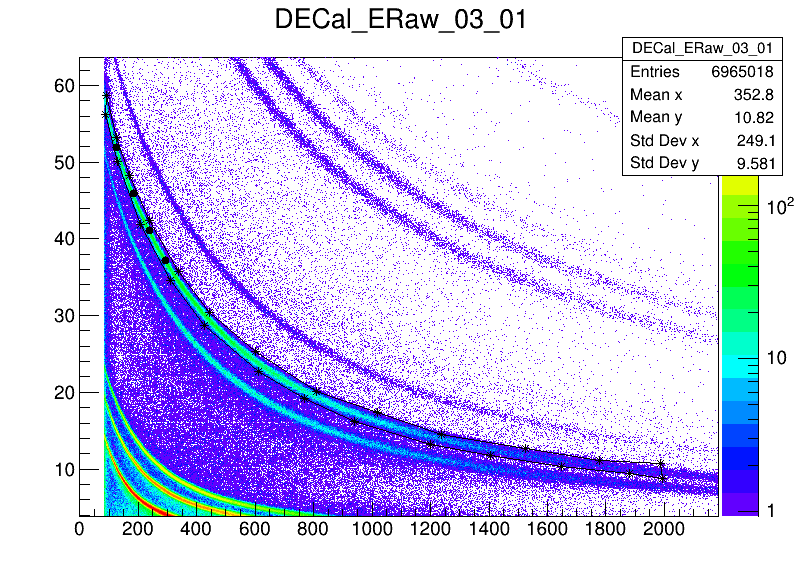 DECal_ERaw_03_01
DECal_ERaw_03_01
Entries 6965018
Mean x 352.8
Mean y 10.82
Std Dev x 249.1
Std Dev y 9.581
60
50
40
30
20
10
0 200 400 600 800 1000 1200 1400 1600 1800 2000
10²
10
1